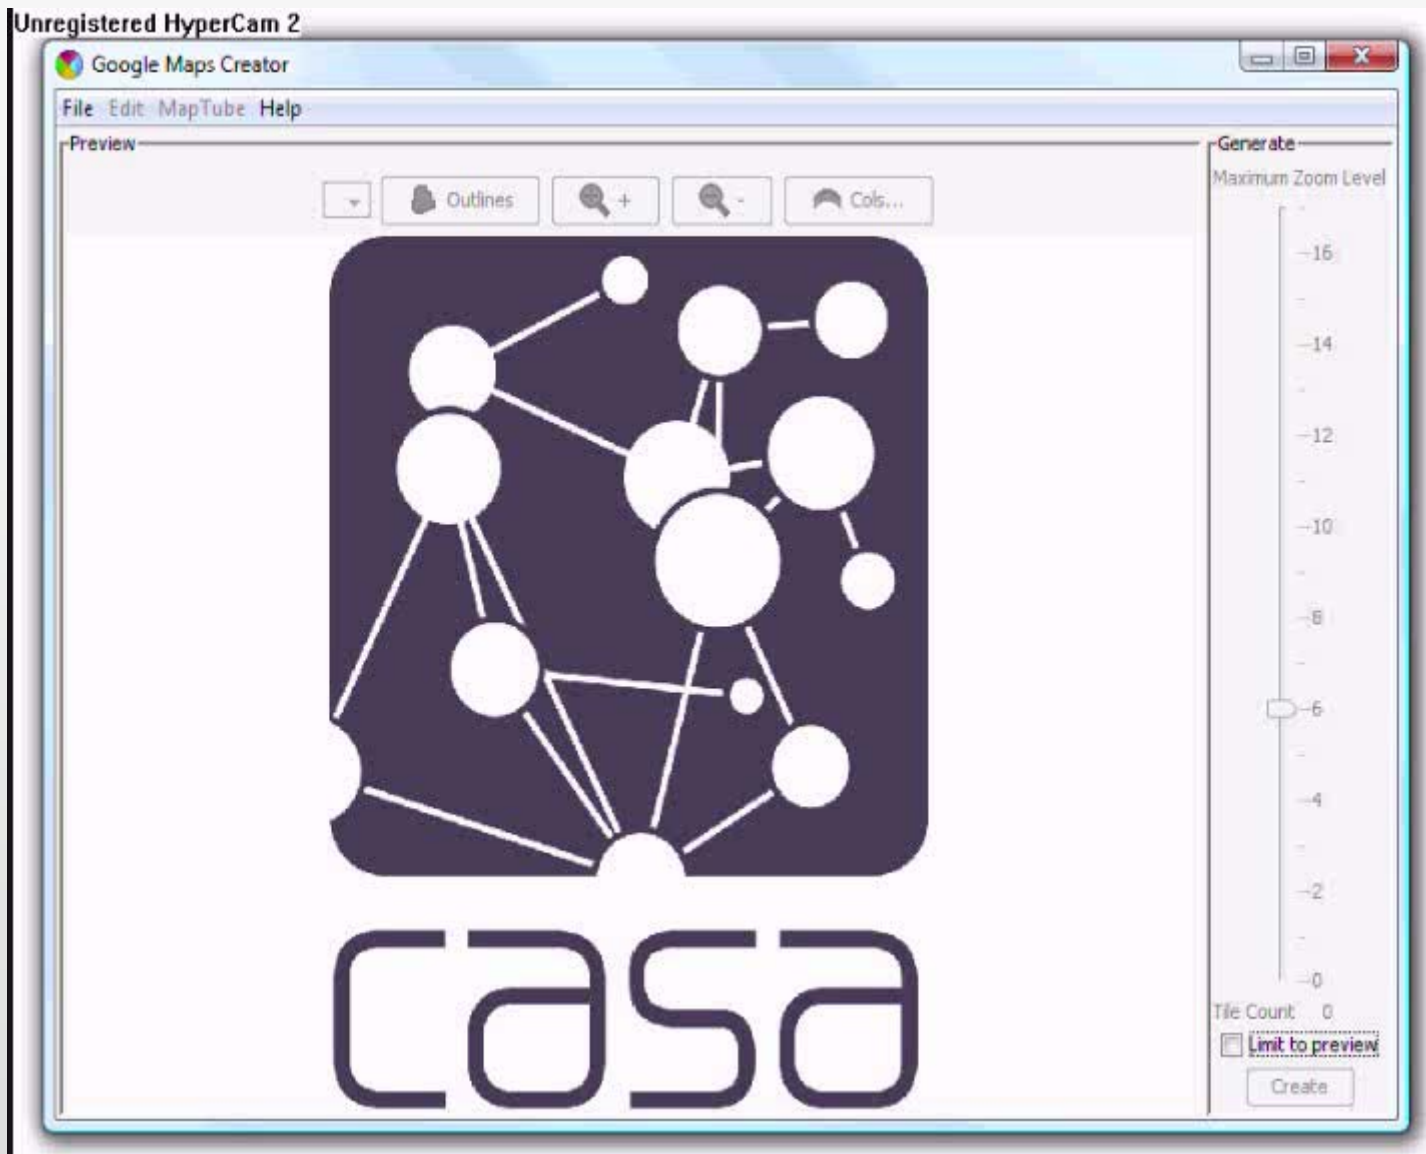 Unregistered HyperCam 2
Google Maps Creator
File Edit MapTube Help
Preview
Outlines + - Cols...
casa
Generate
Maximum Zoom Level
16
14
12
10
8
6
4
2
0
Tile Count 0
Limit to preview
Create